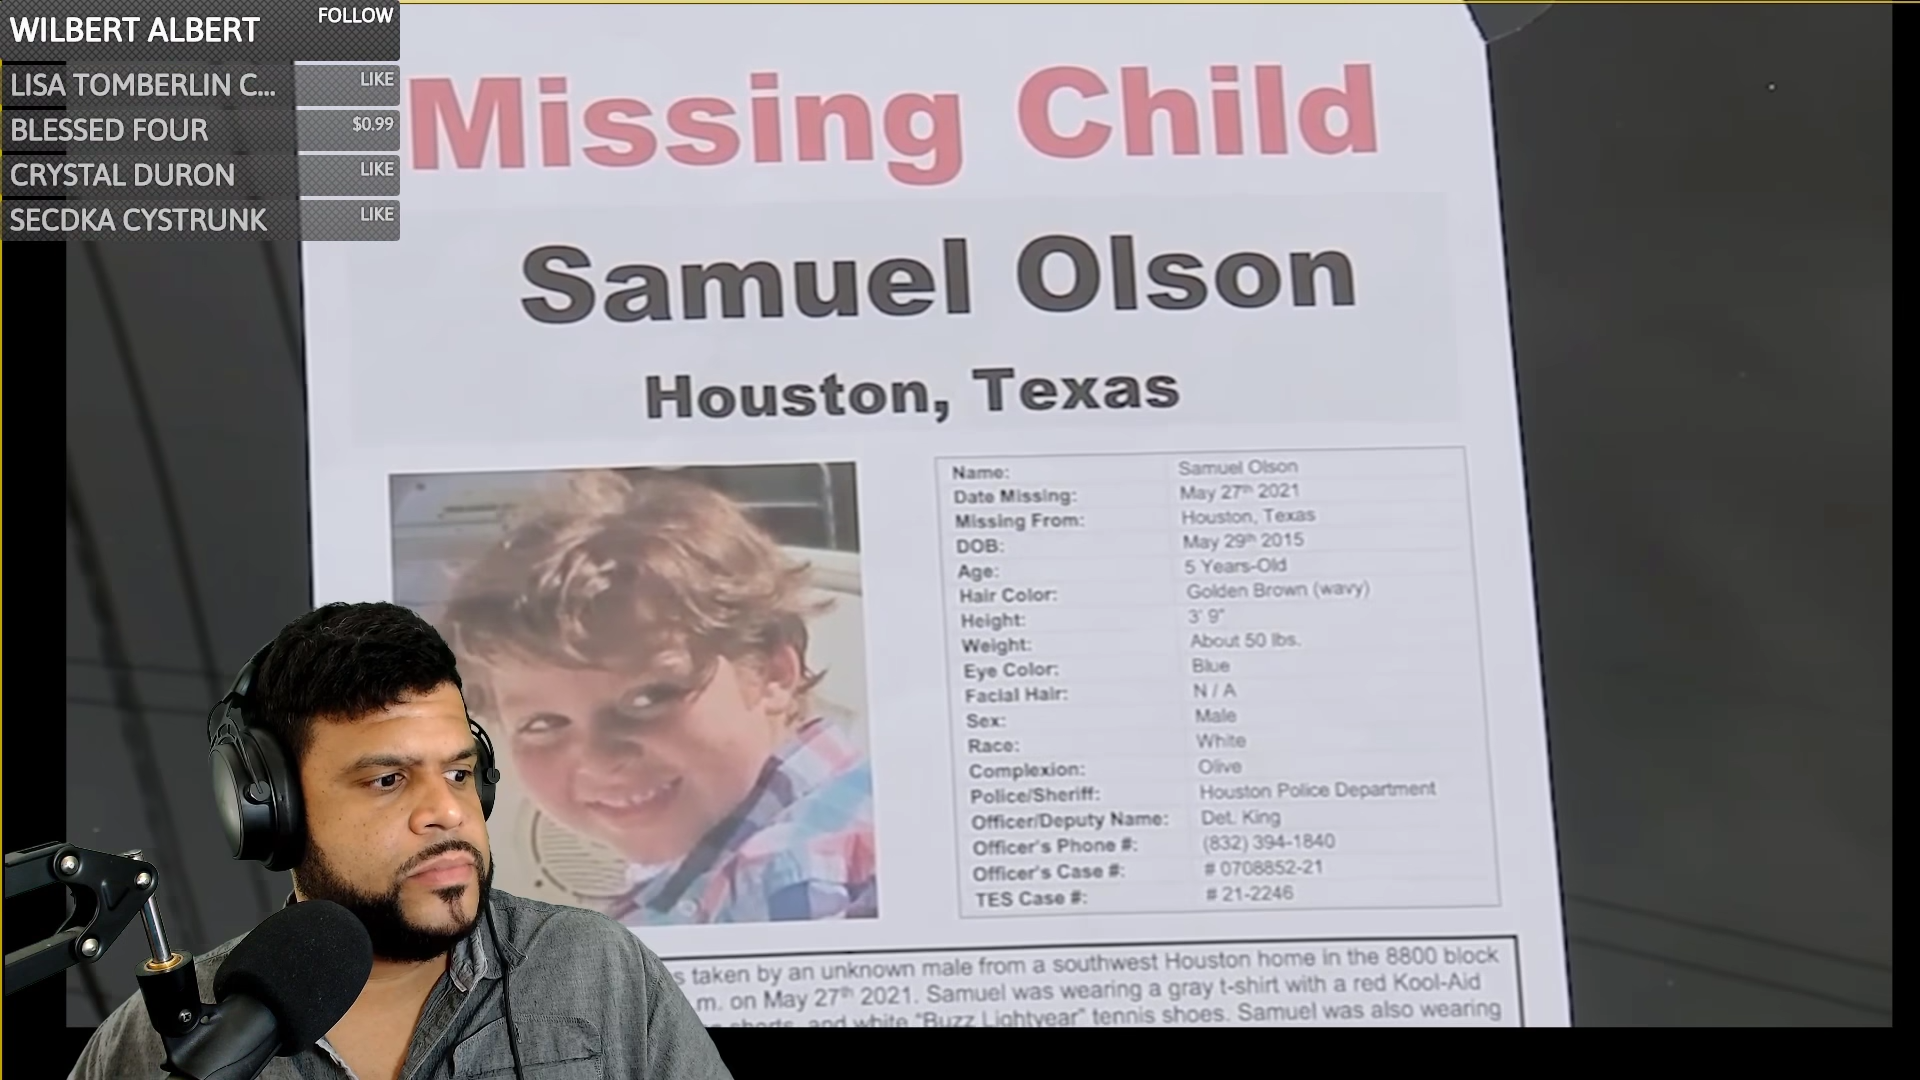 WILBERT ALBERT FOLLOW
LISA TOMBERLIN C... LIKE
BLESSED FOUR $0.99
CRYSTAL DURON LIKE
SECDKA CYSTRUNK LIKE
Missing Child
Samuel Olson
Houston, Texas
Name: Samuel Olson
Date Missing: May 27th 2021
Missing From: Houston, Texas
DOB: May 29th 2015
Age: 5 Years-Old
Hair Color: Golden Brown (wavy)
Height: 3' 9"
Weight: About 50 lbs.
Eye Color: Blue
Facial Hair: N / A
Sex: Male
Race: White
Complexion: Olive
Police/Sheriff: Houston Police Department
Officer/Deputy Name: Det. King
Officer's Phone #: (832) 394-1840
Officer's Case #: # 0708852-21
TES Case #: # 21-2246
taken by an unknown male from a southwest Houston home in the 8800 block
m. on May 27th 2021. Samuel was wearing a gray t-shirt with a red Kool-Aid
shorts, and white "Buzz Lightyear" tennis shoes. Samuel was also wearing